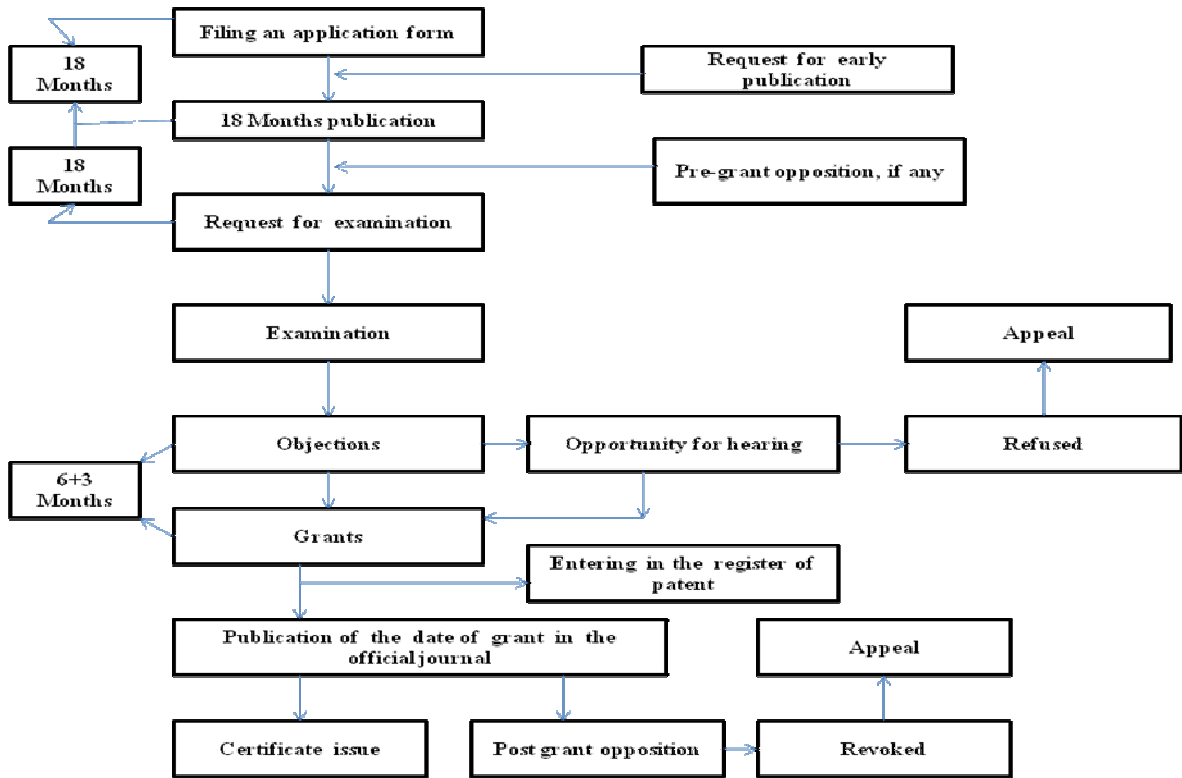 Filing an application form
18
Months
Request for early
publication
18 Months publication
18
Months
Pre-grant opposition, if any
Request for examination
Examination
Appeal
Objections
Opportunity for hearing
Refused
6+3
Months
Grants
Entering in the register of
patent
Publication of the date of grant in the
official journal
Appeal
Certificate issue
Post grant opposition
Revoked